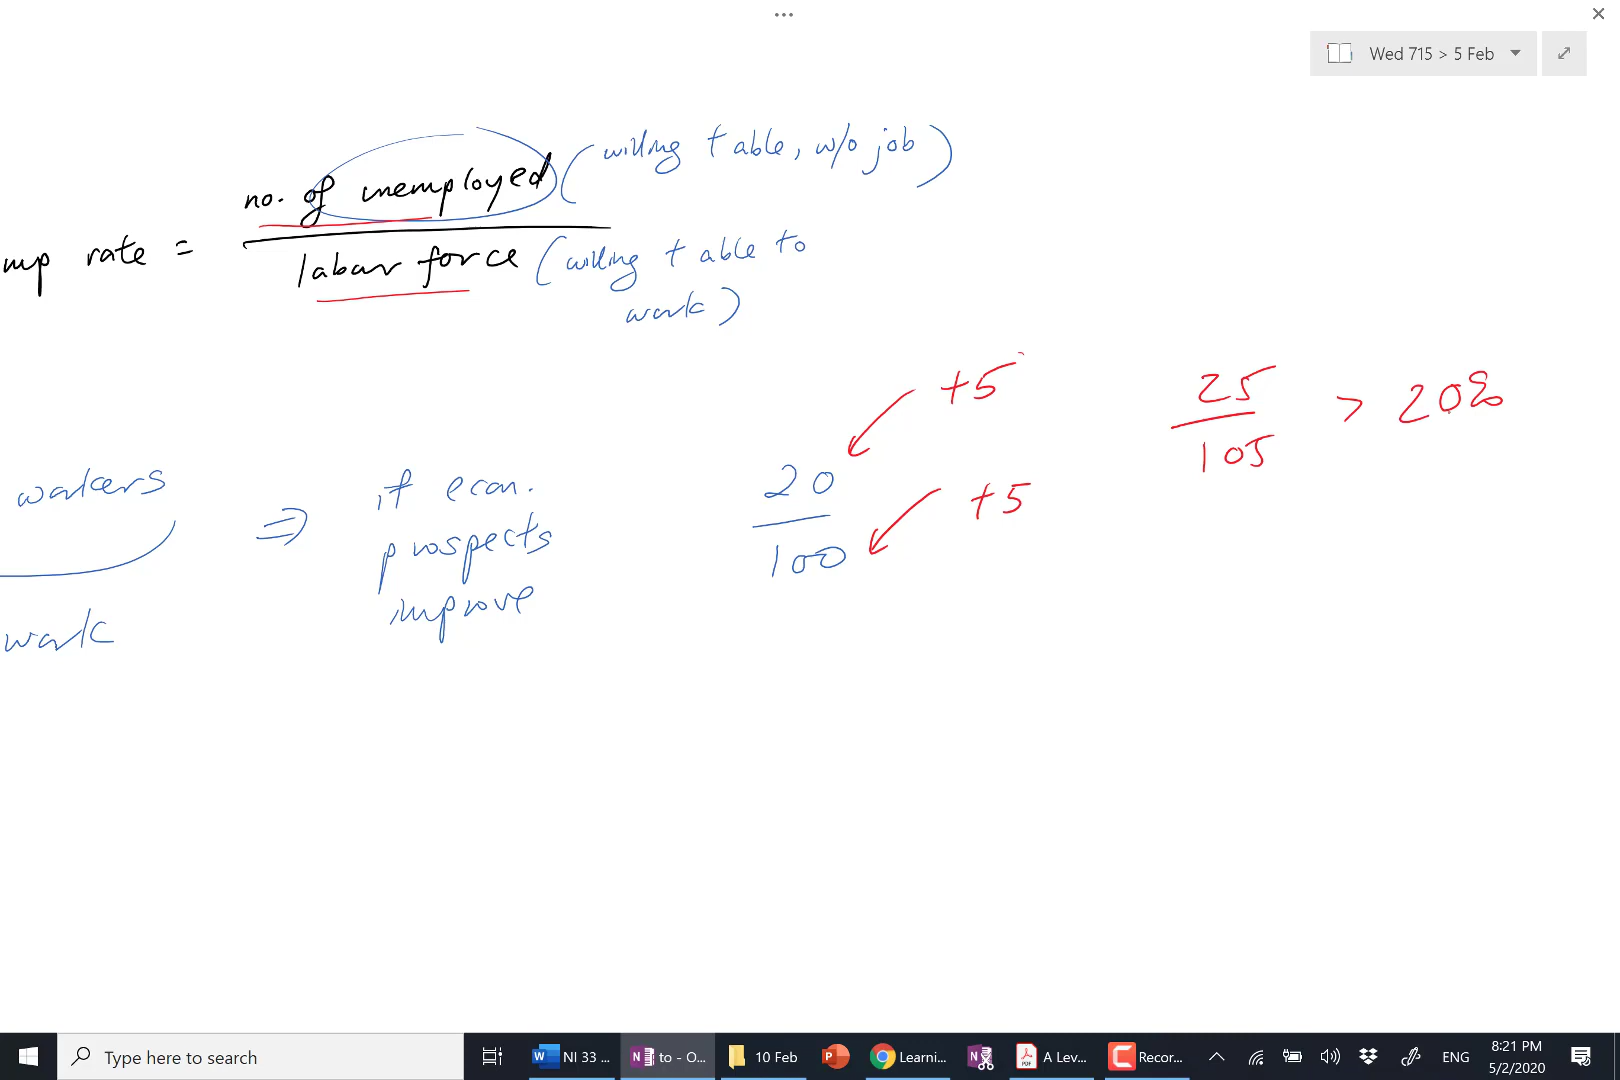 Wed 715 > 5 Feb
no. of unemployed (willing + able, w/o job)
mp rate =
labour force (willing + able to
work)
+5
25
105
> 20%
workers
⇒
if econ.
prospects
improve
20
100
+5
work
Type here to search
NI 33 ...
to - O...
10 Feb
Learni...
A Lev...
Recor...
ENG
8:21 PM
5/2/2020